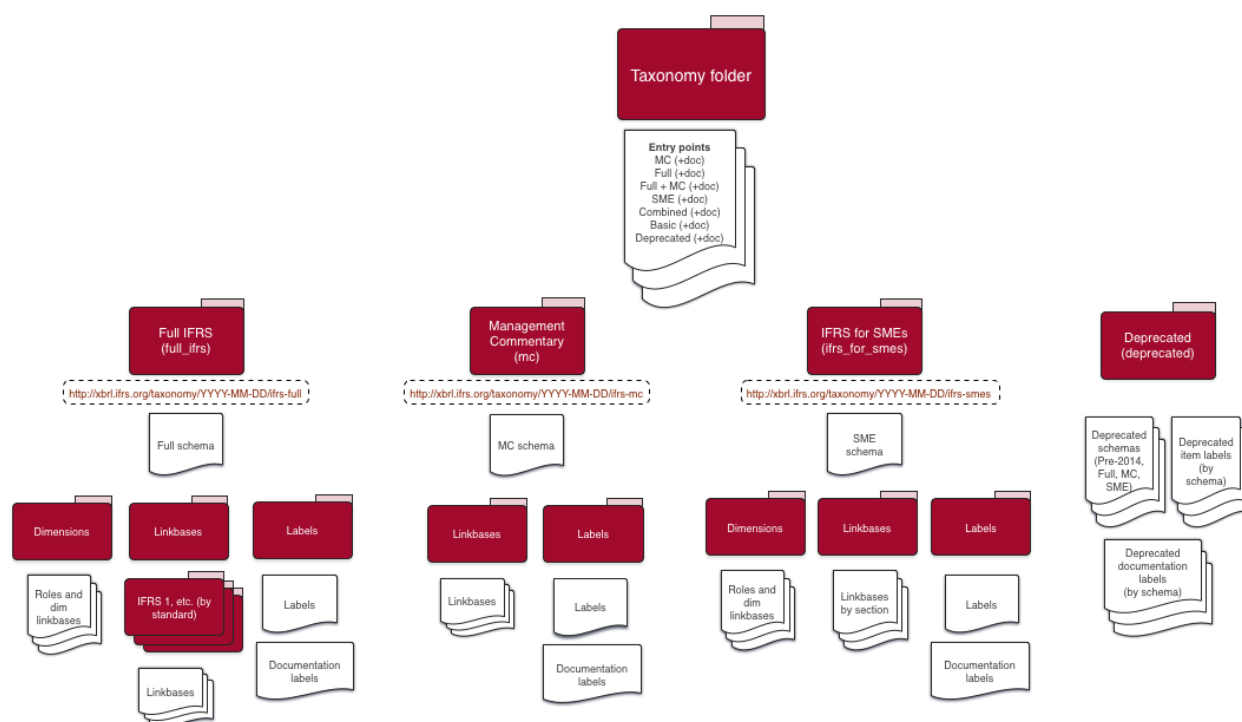 Taxonomy folder
Entry points
MC (+doc)
Full (+doc)
Full + MC (+doc)
SME (+doc)
Combined (+doc)
Basic (+doc)
Deprecated (+doc)
Full IFRS
(full_ifrs)
http://xbrl.ifrs.org/taxonomy/YYYY-MM-DD/ifrs-full
Full schema
Dimensions
Linkbases
Labels
Roles and
dim
linkbases
IFRS 1, etc. (by
standard)
Labels
Linkbases
Documentation
labels
Management
Commentary
(mc)
http://xbrl.ifrs.org/taxonomy/YYYY-MM-DD/ifrs-mc
MC schema
Linkbases
Labels
Linkbases
Labels
Documentation
labels
IFRS for SMEs
(ifrs_for_smes)
http://xbrl.ifrs.org/taxonomy/YYYY-MM-DD/ifrs-smes
SME
schema
Dimensions
Linkbases
Labels
Roles and
dim
linkbases
Linkbases
by section
Labels
Documentation
labels
Deprecated
(deprecated)
Deprecated
schemas
(Pre-2014,
Full, MC,
SME)
Deprecated
item labels
(by
schema)
Deprecated
documentation
labels
(by schema)